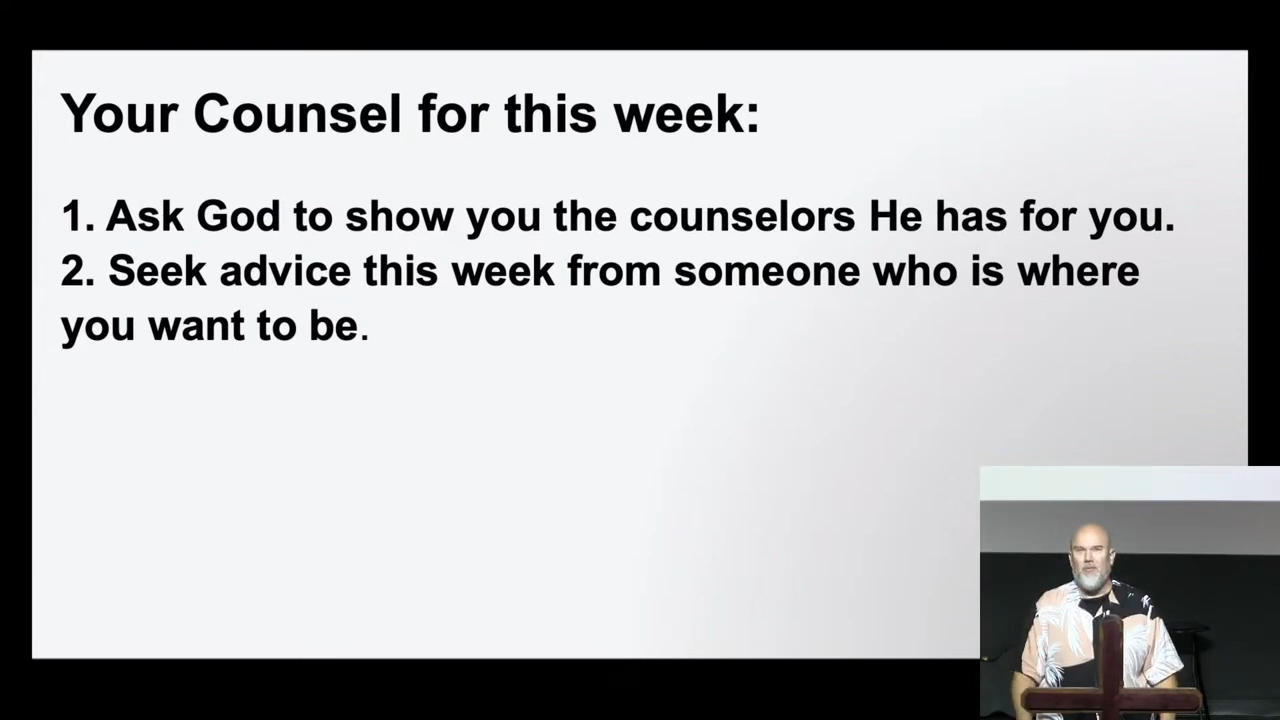 Your Counsel for this week:
1. Ask God to show you the counselors He has for you.
2. Seek advice this week from someone who is where
you want to be.